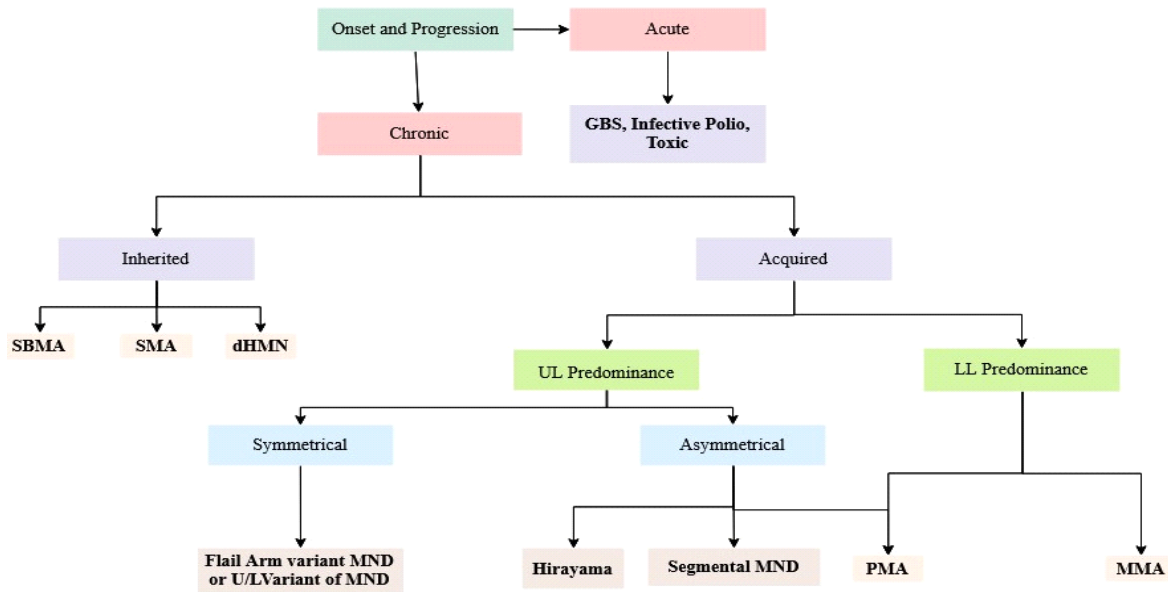 Onset and Progression
Acute
GBS, Infective Polio,
Toxic
Chronic
Inherited
Acquired
SBMA
SMA
dHMN
UL Predominance
LL Predominance
Symmetrical
Asymmetrical
Flail Arm variant MND
or U/LVariant of MND
Hirayama
Segmental MND
PMA
MMA